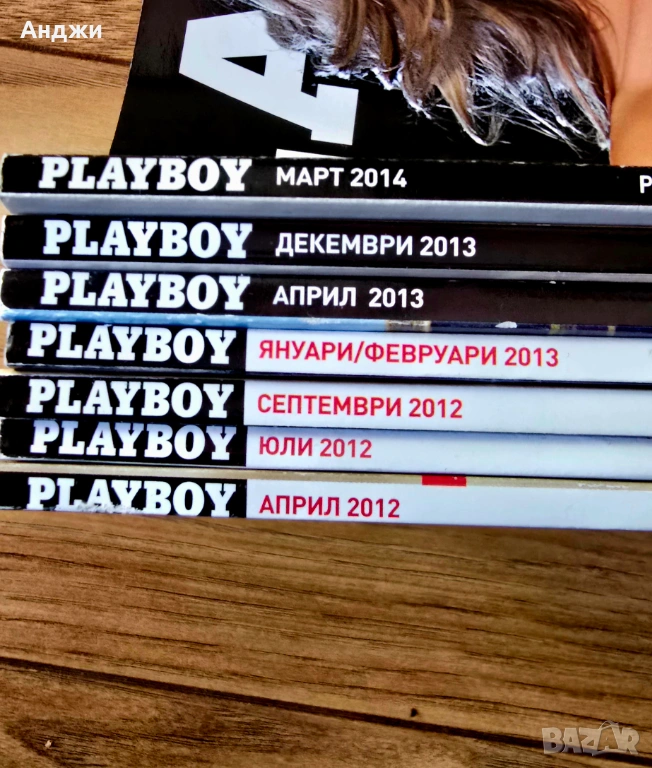 Анджи
PLAYBOY МАРТ 2014
PLAYBOY ДЕКЕМВРИ 2013
PLAYBOY АПРИЛ 2013
PLAYBOY ЯНУАРИ/ФЕВРУАРИ 2013
PLAYBOY СЕПТЕМВРИ 2012
PLAYBOY ЮЛИ 2012
PLAYBOY АПРИЛ 2012
BAZAR